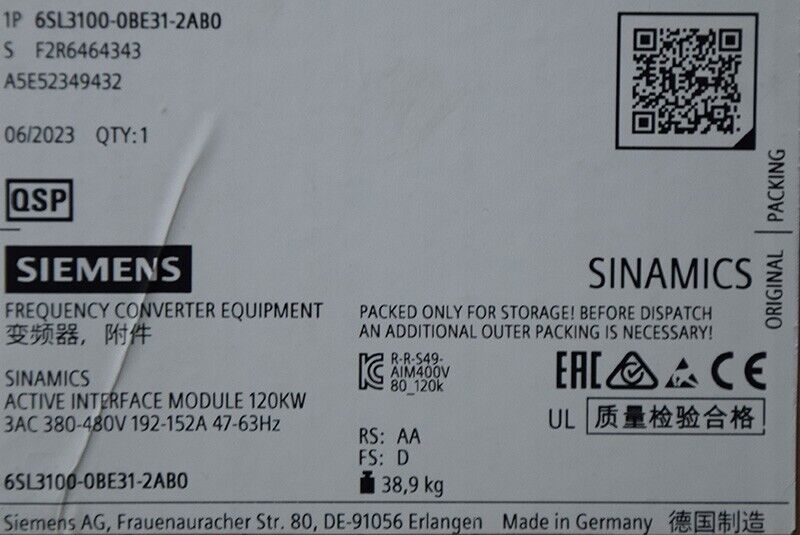 1P 6SL3100-0BE31-2AB0
S F2R6464343
A5E52349432
06/2023 QTY:1
QSP
ORIGINAL | PACKING
SIEMENS
SINAMICS
FREQUENCY CONVERTER EQUIPMENT
变频器, 附件
PACKED ONLY FOR STORAGE! BEFORE DISPATCH
AN ADDITIONAL OUTER PACKING IS NECESSARY!
SINAMICS
ACTIVE INTERFACE MODULE 120KW
3AC 380-480V 192-152A 47-63Hz
R-R-S49-
AIM400V
80_120k
EAC CE
UL 质量检验合格
RS: AA
FS: D
38,9 kg
6SL3100-0BE31-2AB0
Siemens AG, Frauenauracher Str. 80, DE-91056 Erlangen Made in Germany 德国制造